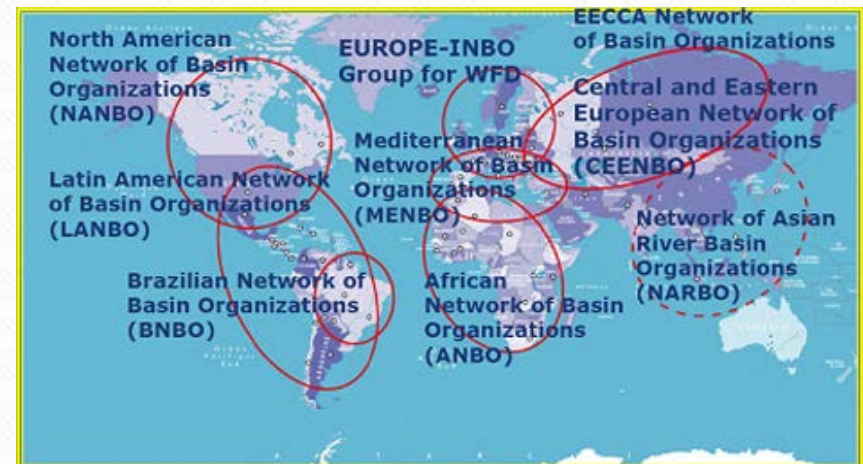 North American
Network of Basin
Organizations
(NANBO)
EUROPE-INBO
Group for WFD
EECCA Network
of Basin Organizations
Central and Eastern
European Network of
Basin Organizations
(CEENBO)
Mediterranean
Network of Basin
Organizations
(MENBO)
Latin American Network
of Basin Organizations
(LANBO)
Network of Asian
River Basin
Organizations
(NARBO)
Brazilian Network of
Basin Organizations
(BNBO)
African
Network of Basin
Organizations
(ANBO)